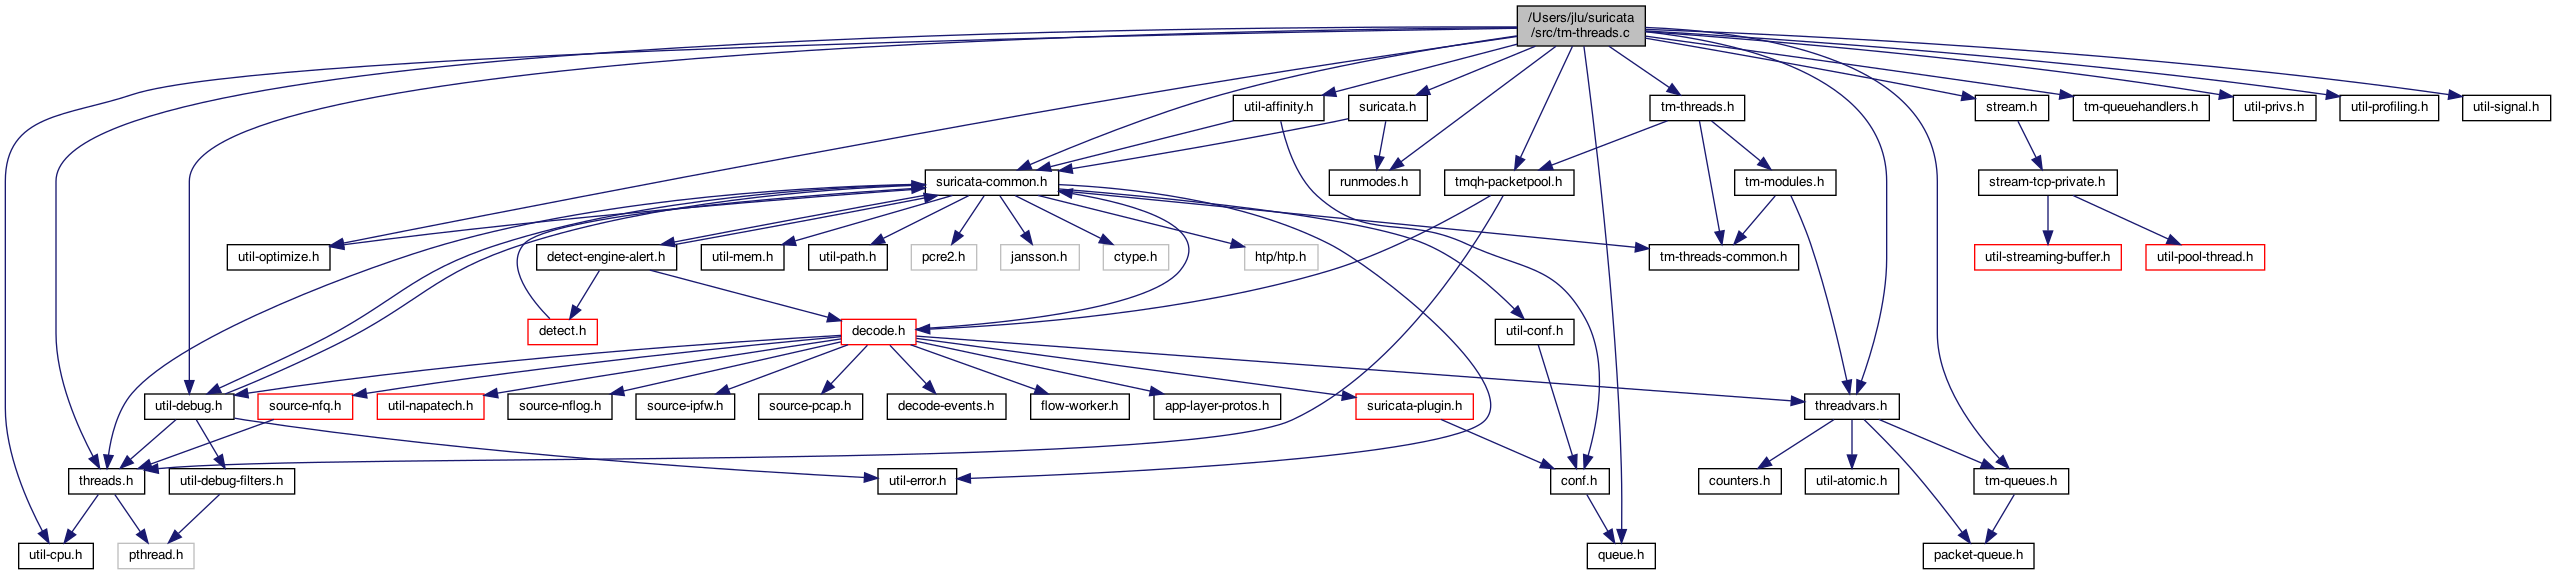 /Users/jlu/suricata
/src/tm-threads.c
util-affinity.h
suricata.h
tm-threads.h
stream.h
tm-queuehandlers.h
util-privs.h
util-profiling.h
util-signal.h
suricata-common.h
runmodes.h
tmqh-packetpool.h
tm-modules.h
stream-tcp-private.h
util-optimize.h
detect-engine-alert.h
util-mem.h
util-path.h
pcre2.h
jansson.h
ctype.h
htp/htp.h
tm-threads-common.h
util-streaming-buffer.h
util-pool-thread.h
detect.h
decode.h
util-conf.h
util-debug.h
source-nfq.h
util-napatech.h
source-nflog.h
source-ipfw.h
source-pcap.h
decode-events.h
flow-worker.h
app-layer-protos.h
suricata-plugin.h
threadvars.h
threads.h
util-debug-filters.h
util-error.h
conf.h
counters.h
util-atomic.h
tm-queues.h
util-cpu.h
pthread.h
queue.h
packet-queue.h